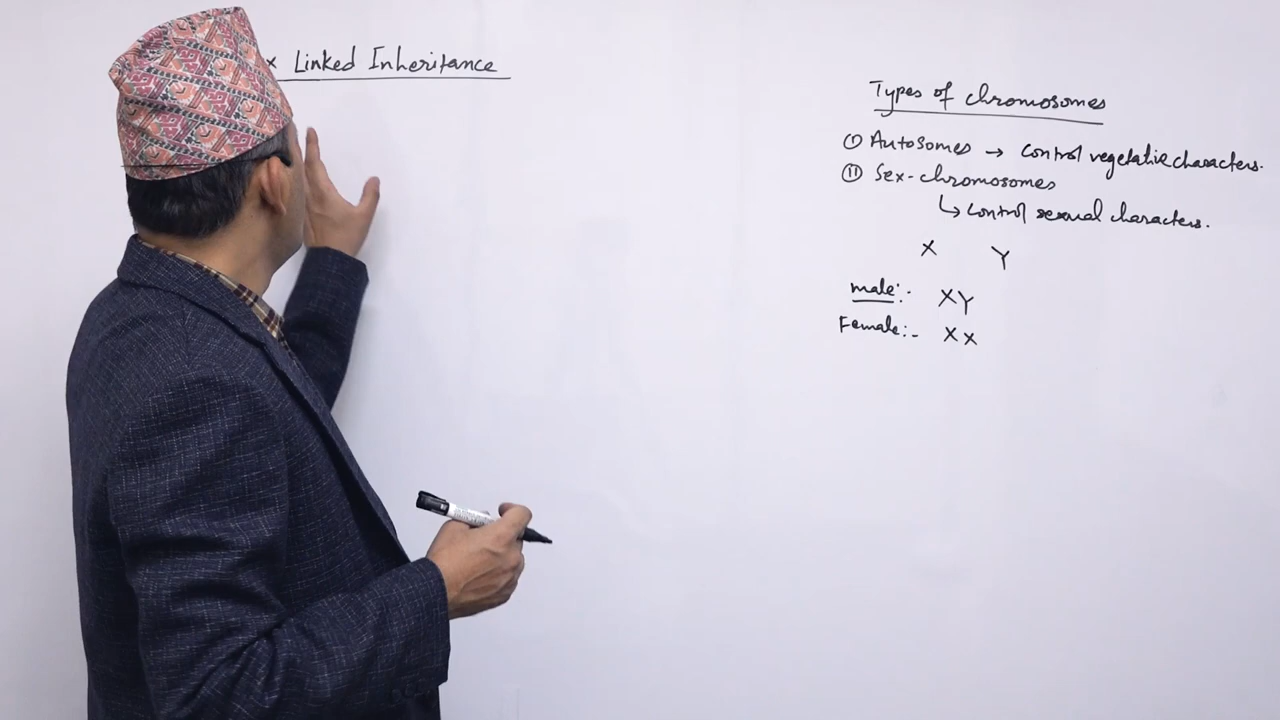 x Linked Inheritance
Types of chromosomes
(i) Autosomes → control vegetative characters.
(ii) Sex-chromosomes
↳ control sexual characters.
X Y
male:- XY
Female:- XX